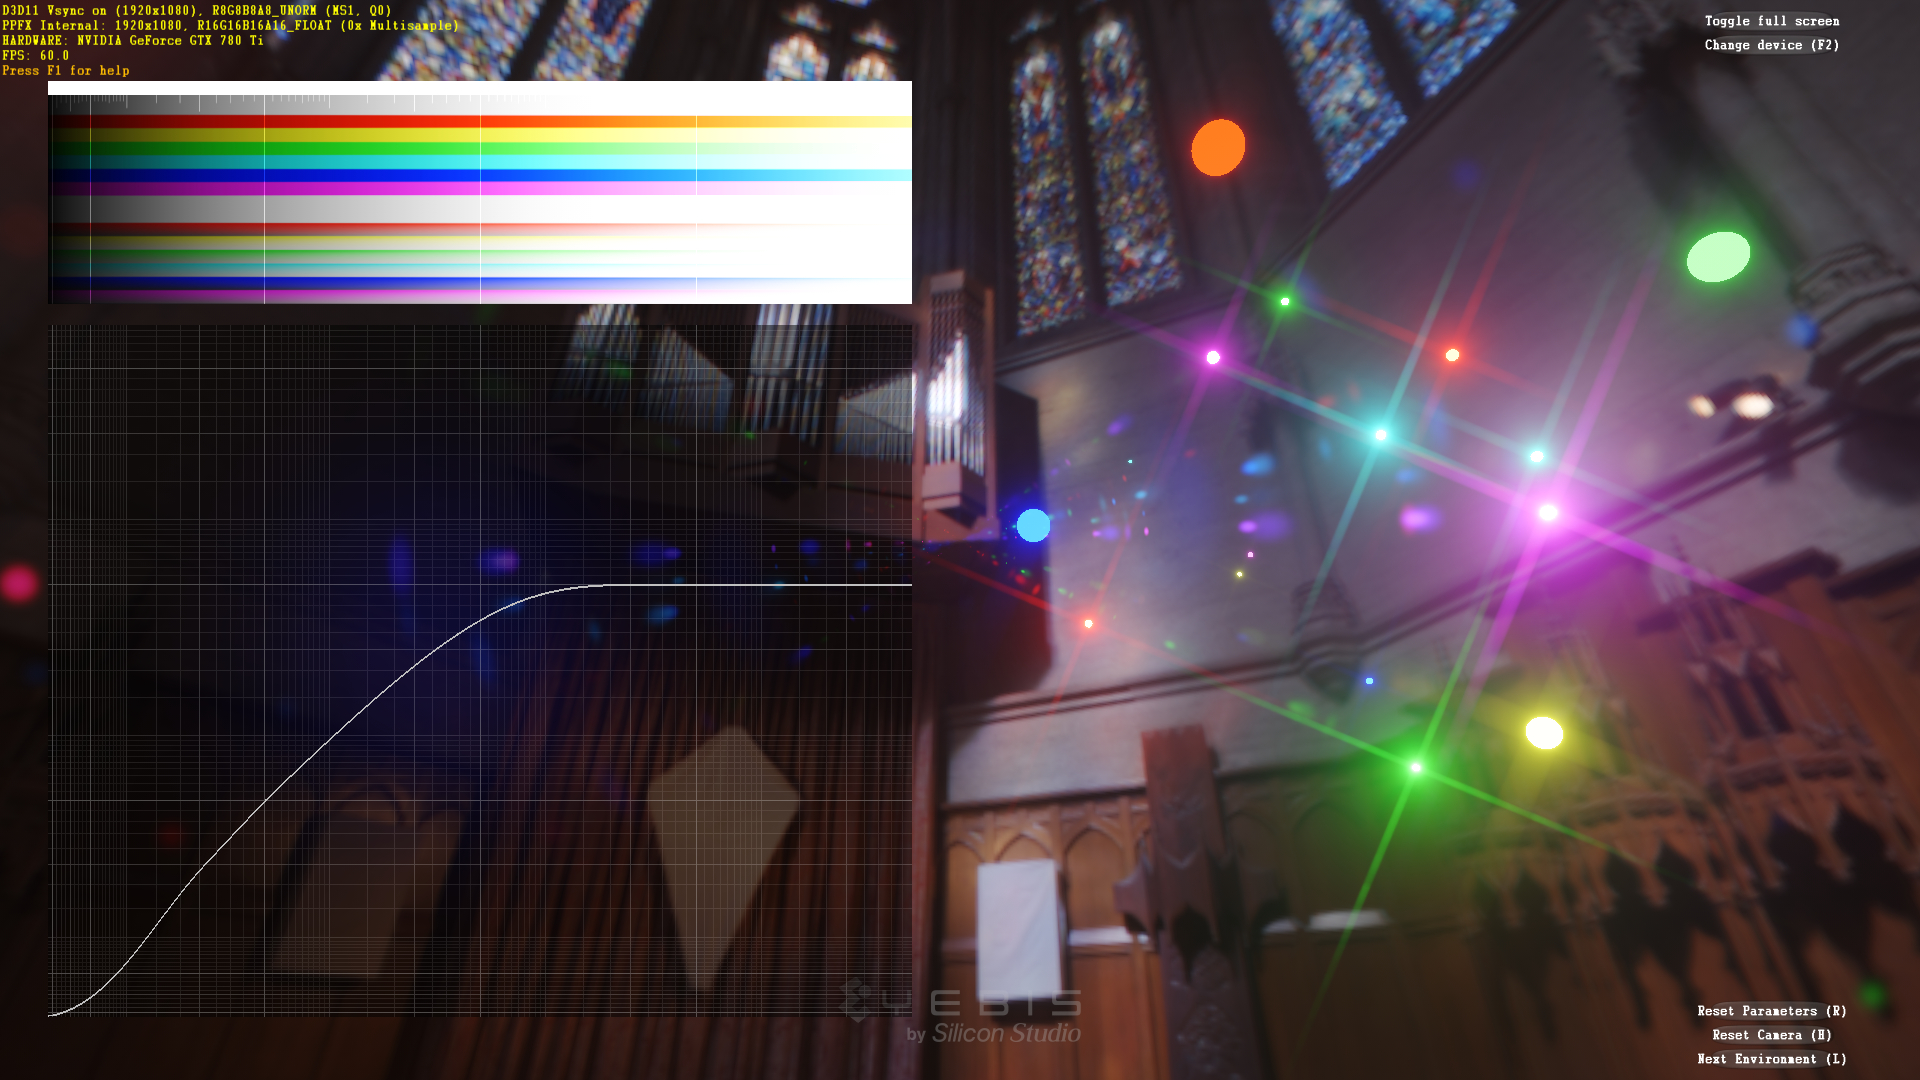 D3D11 Vsync on (1920x1080), R8G8B8A8_UNORM (MS1, Q0)
PPFX Internal: 1920x1080, R16G16B16A16_FLOAT (0x Multisample)
HARDWARE: NVIDIA GeForce GTX 780 Ti
FPS: 60.0
Press F1 for help
Toggle full screen
Change device (F2)
YEBIS
by Silicon Studio
Reset Parameters (R)
Reset Camera (H)
Next Environment (L)